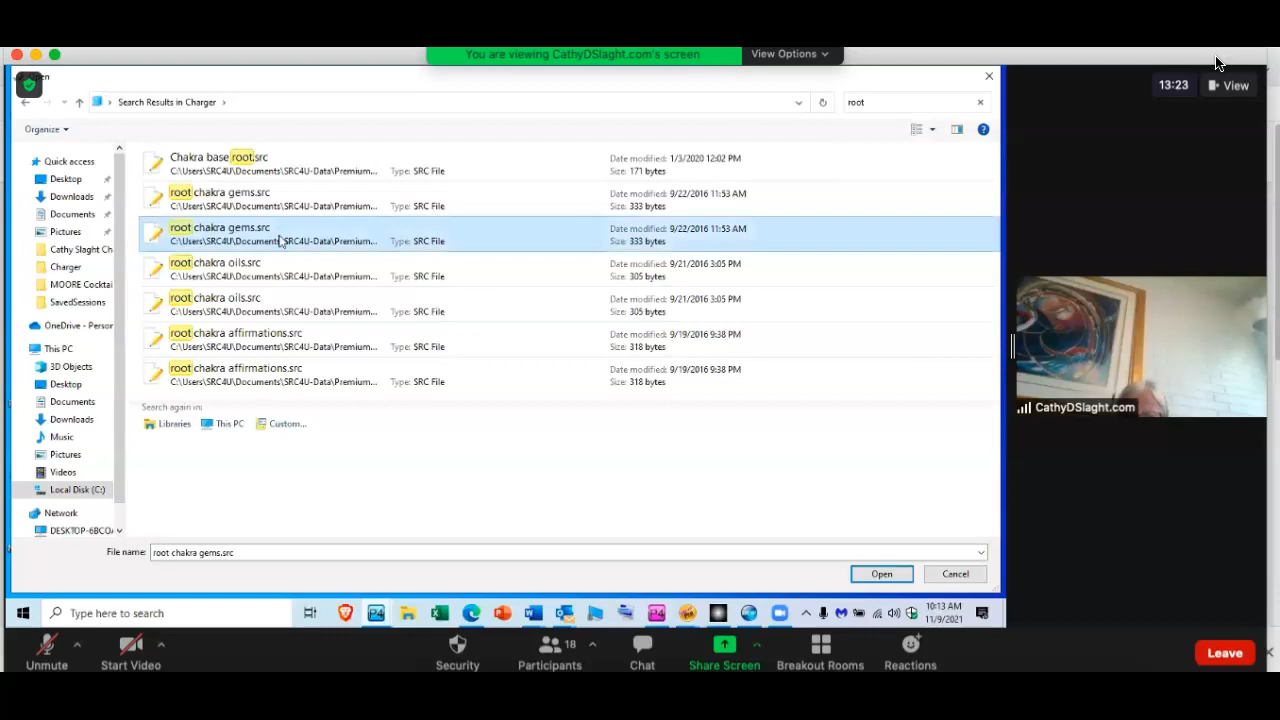 You are viewing CathyDSlaght.com's screen View Options
Open
13:23 View
Search Results in Charger root
Organize
Quick access
Desktop
Downloads
Documents
Pictures
Cathy Slaght Ch
Charger
MOORE Cocktai
SavedSessions
OneDrive - Person
This PC
3D Objects
Desktop
Documents
Downloads
Music
Pictures
Videos
Local Disk (C:)
Network
DESKTOP-6BCOA
Chakra base root.src Date modified: 1/3/2020 12:02 PM
C:\Users\SRC4U\Documents\SRC4U-Data\Premium... Type: SRC File Size: 171 bytes
root chakra gems.src Date modified: 9/22/2016 11:53 AM
C:\Users\SRC4U\Documents\SRC4U-Data\Premium... Type: SRC File Size: 333 bytes
root chakra gems.src Date modified: 9/22/2016 11:53 AM
C:\Users\SRC4U\Documents\SRC4U-Data\Premium... Type: SRC File Size: 333 bytes
root chakra oils.src Date modified: 9/21/2016 3:05 PM
C:\Users\SRC4U\Documents\SRC4U-Data\Premium... Type: SRC File Size: 305 bytes
root chakra oils.src Date modified: 9/21/2016 3:05 PM
C:\Users\SRC4U\Documents\SRC4U-Data\Premium... Type: SRC File Size: 305 bytes
root chakra affirmations.src Date modified: 9/19/2016 9:38 PM
C:\Users\SRC4U\Documents\SRC4U-Data\Premium... Type: SRC File Size: 318 bytes
root chakra affirmations.src Date modified: 9/19/2016 9:38 PM
C:\Users\SRC4U\Documents\SRC4U-Data\Premium... Type: SRC File Size: 318 bytes
Search again in:
Libraries This PC Custom...
CathyDSlaght.com
File name: root chakra gems.src
Open Cancel
Type here to search P4 P4 10:13 AM
11/9/2021
18
Unmute Start Video Security Participants Chat Share Screen Breakout Rooms Reactions Leave